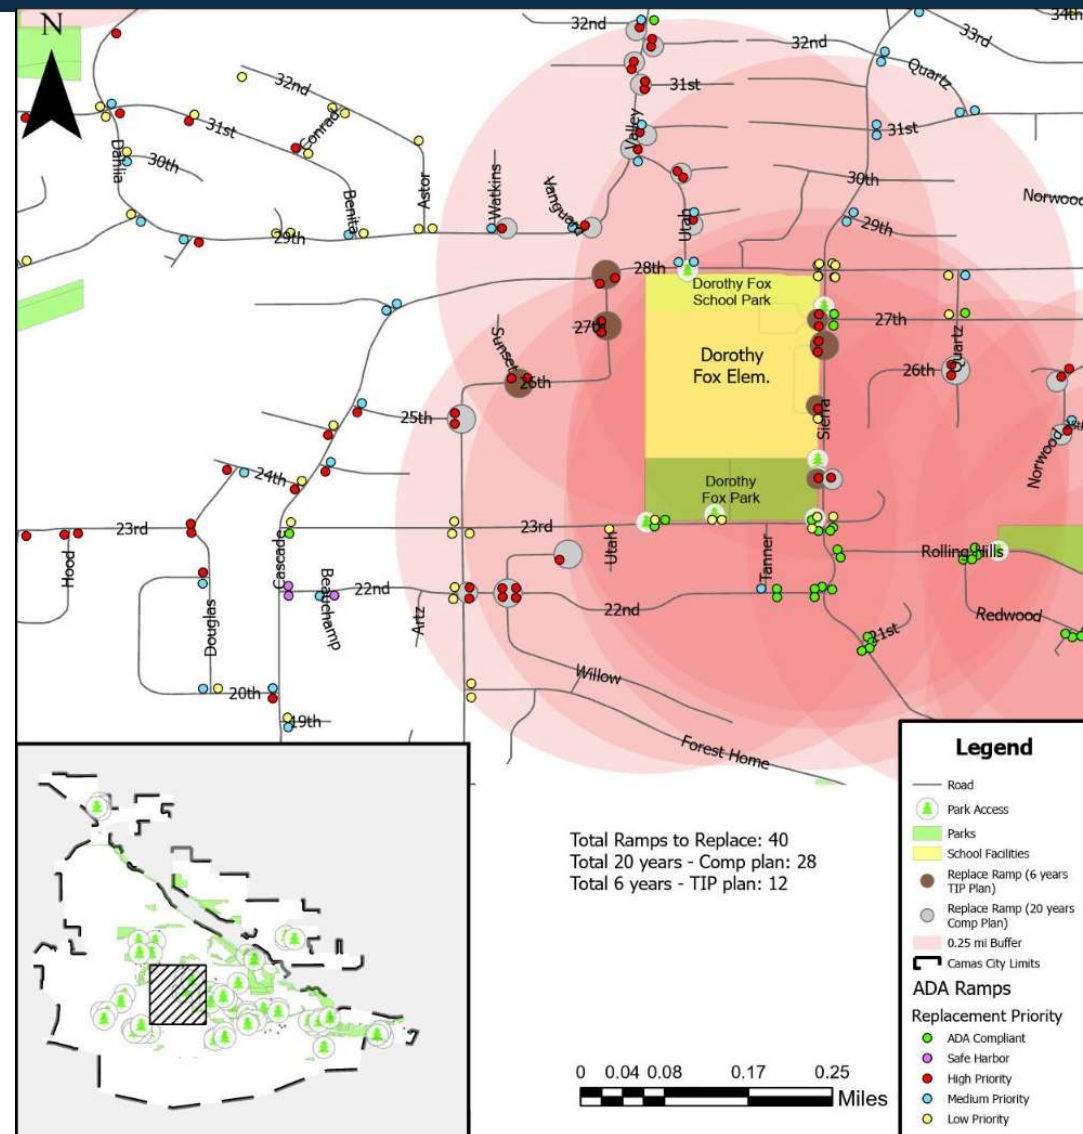 N
32nd
32nd
33rd
34th
Quartz
31st
31st
32nd
Conrad
31st
Valley
Dahlia
30th
30th
Astor
Benita
Watkins
Vanguard
Utah
Norwood
29th
29th
28th
Dorothy Fox
School Park
27th
27th
Dorothy
Fox Elem.
Sunset
26th
26th
Quartz
25th
Sierra
Norwood
24th
Dorothy
Fox Park
23rd
23rd
Hood
Cascade
Utah
Tanner
Rolling Hills
Douglas
Beauchamp
22nd
Artz
22nd
Redwood
21st
Willow
20th
19th
Forest Home
Total Ramps to Replace: 40
Total 20 years - Comp plan: 28
Total 6 years - TIP plan: 12
0 0.04 0.08 0.17 0.25
Miles
Legend
Road
Park Access
Parks
School Facilities
Replace Ramp (6 years
TIP Plan)
Replace Ramp (20 years
Comp Plan)
0.25 mi Buffer
Camas City Limits
ADA Ramps
Replacement Priority
ADA Compliant
Safe Harbor
High Priority
Medium Priority
Low Priority